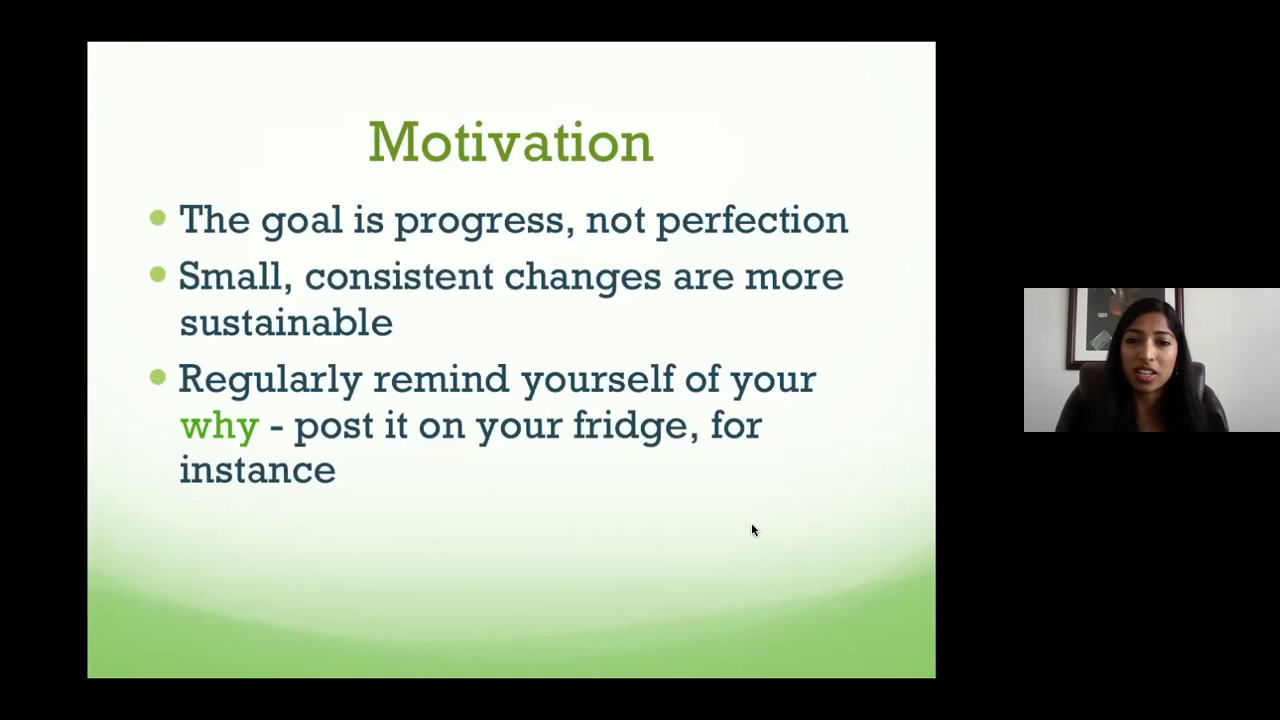 Motivation
The goal is progress, not perfection
Small, consistent changes are more
sustainable
Regularly remind yourself of your
why - post it on your fridge, for
instance